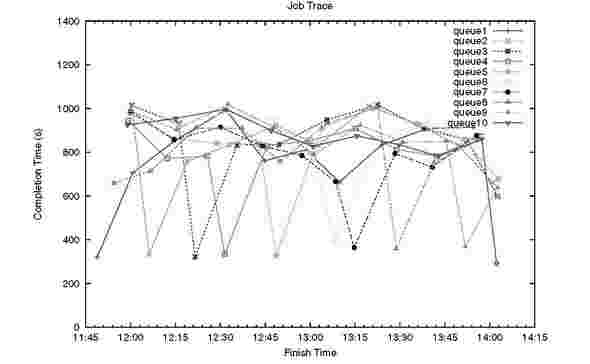 Job Trace
1400
1200
1000
800
600
400
200
0
Completion Time (s)
queue1
queue2
queue3
queue4
queue5
queue6
queue7
queue8
queue9
queue10
11:45
12:00
12:15
12:30
12:45
13:00
13:15
13:30
13:45
14:00
14:15
Finish Time